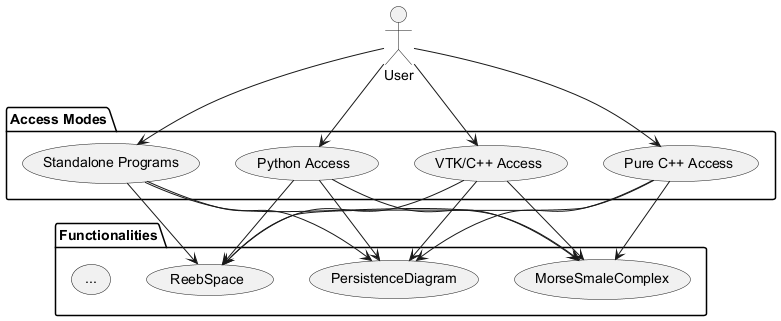 User
Access Modes
Standalone Programs
Python Access
VTK/C++ Access
Pure C++ Access
Functionalities
...
ReebSpace
PersistenceDiagram
MorseSmaleComplex